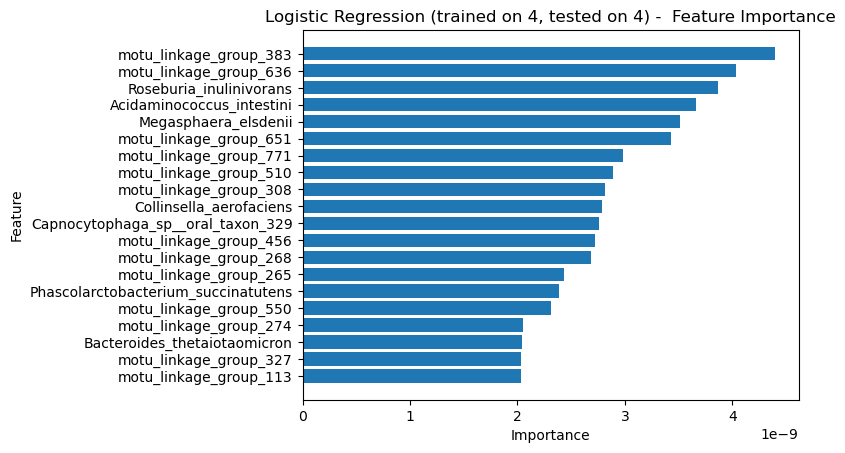 Logistic Regression (trained on 4, tested on 4) -  Feature Importance
motu_linkage_group_383
motu_linkage_group_636
Roseburia_inulinivorans
Acidaminococcus_intestini
Megasphaera_elsdenii
motu_linkage_group_651
motu_linkage_group_771
motu_linkage_group_510
motu_linkage_group_308
Collinsella_aerofaciens
Capnocytophaga_sp__oral_taxon_329
motu_linkage_group_456
motu_linkage_group_268
motu_linkage_group_265
Phascolarctobacterium_succinatutens
motu_linkage_group_550
motu_linkage_group_274
Bacteroides_thetaiotaomicron
motu_linkage_group_327
motu_linkage_group_113
Feature
0 1 2 3 4
Importance
1e−9